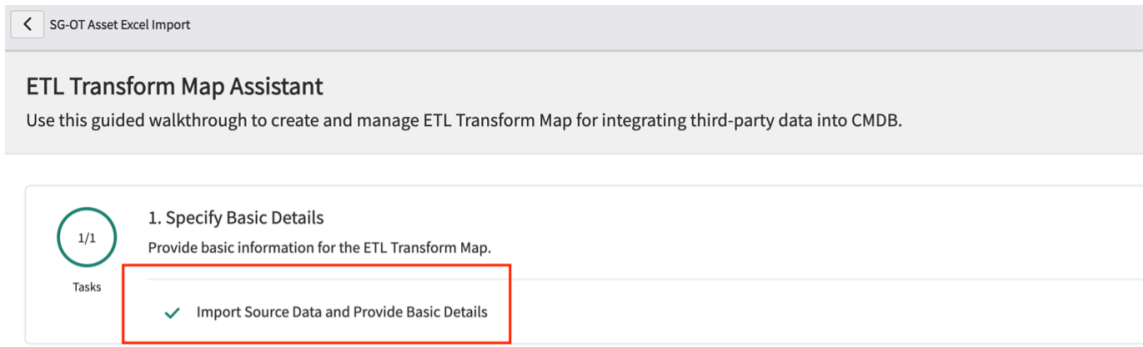 SG-OT Asset Excel Import
ETL Transform Map Assistant
Use this guided walkthrough to create and manage ETL Transform Map for integrating third-party data into CMDB.
1. Specify Basic Details
1/1
Provide basic information for the ETL Transform Map.
Tasks
Import Source Data and Provide Basic Details